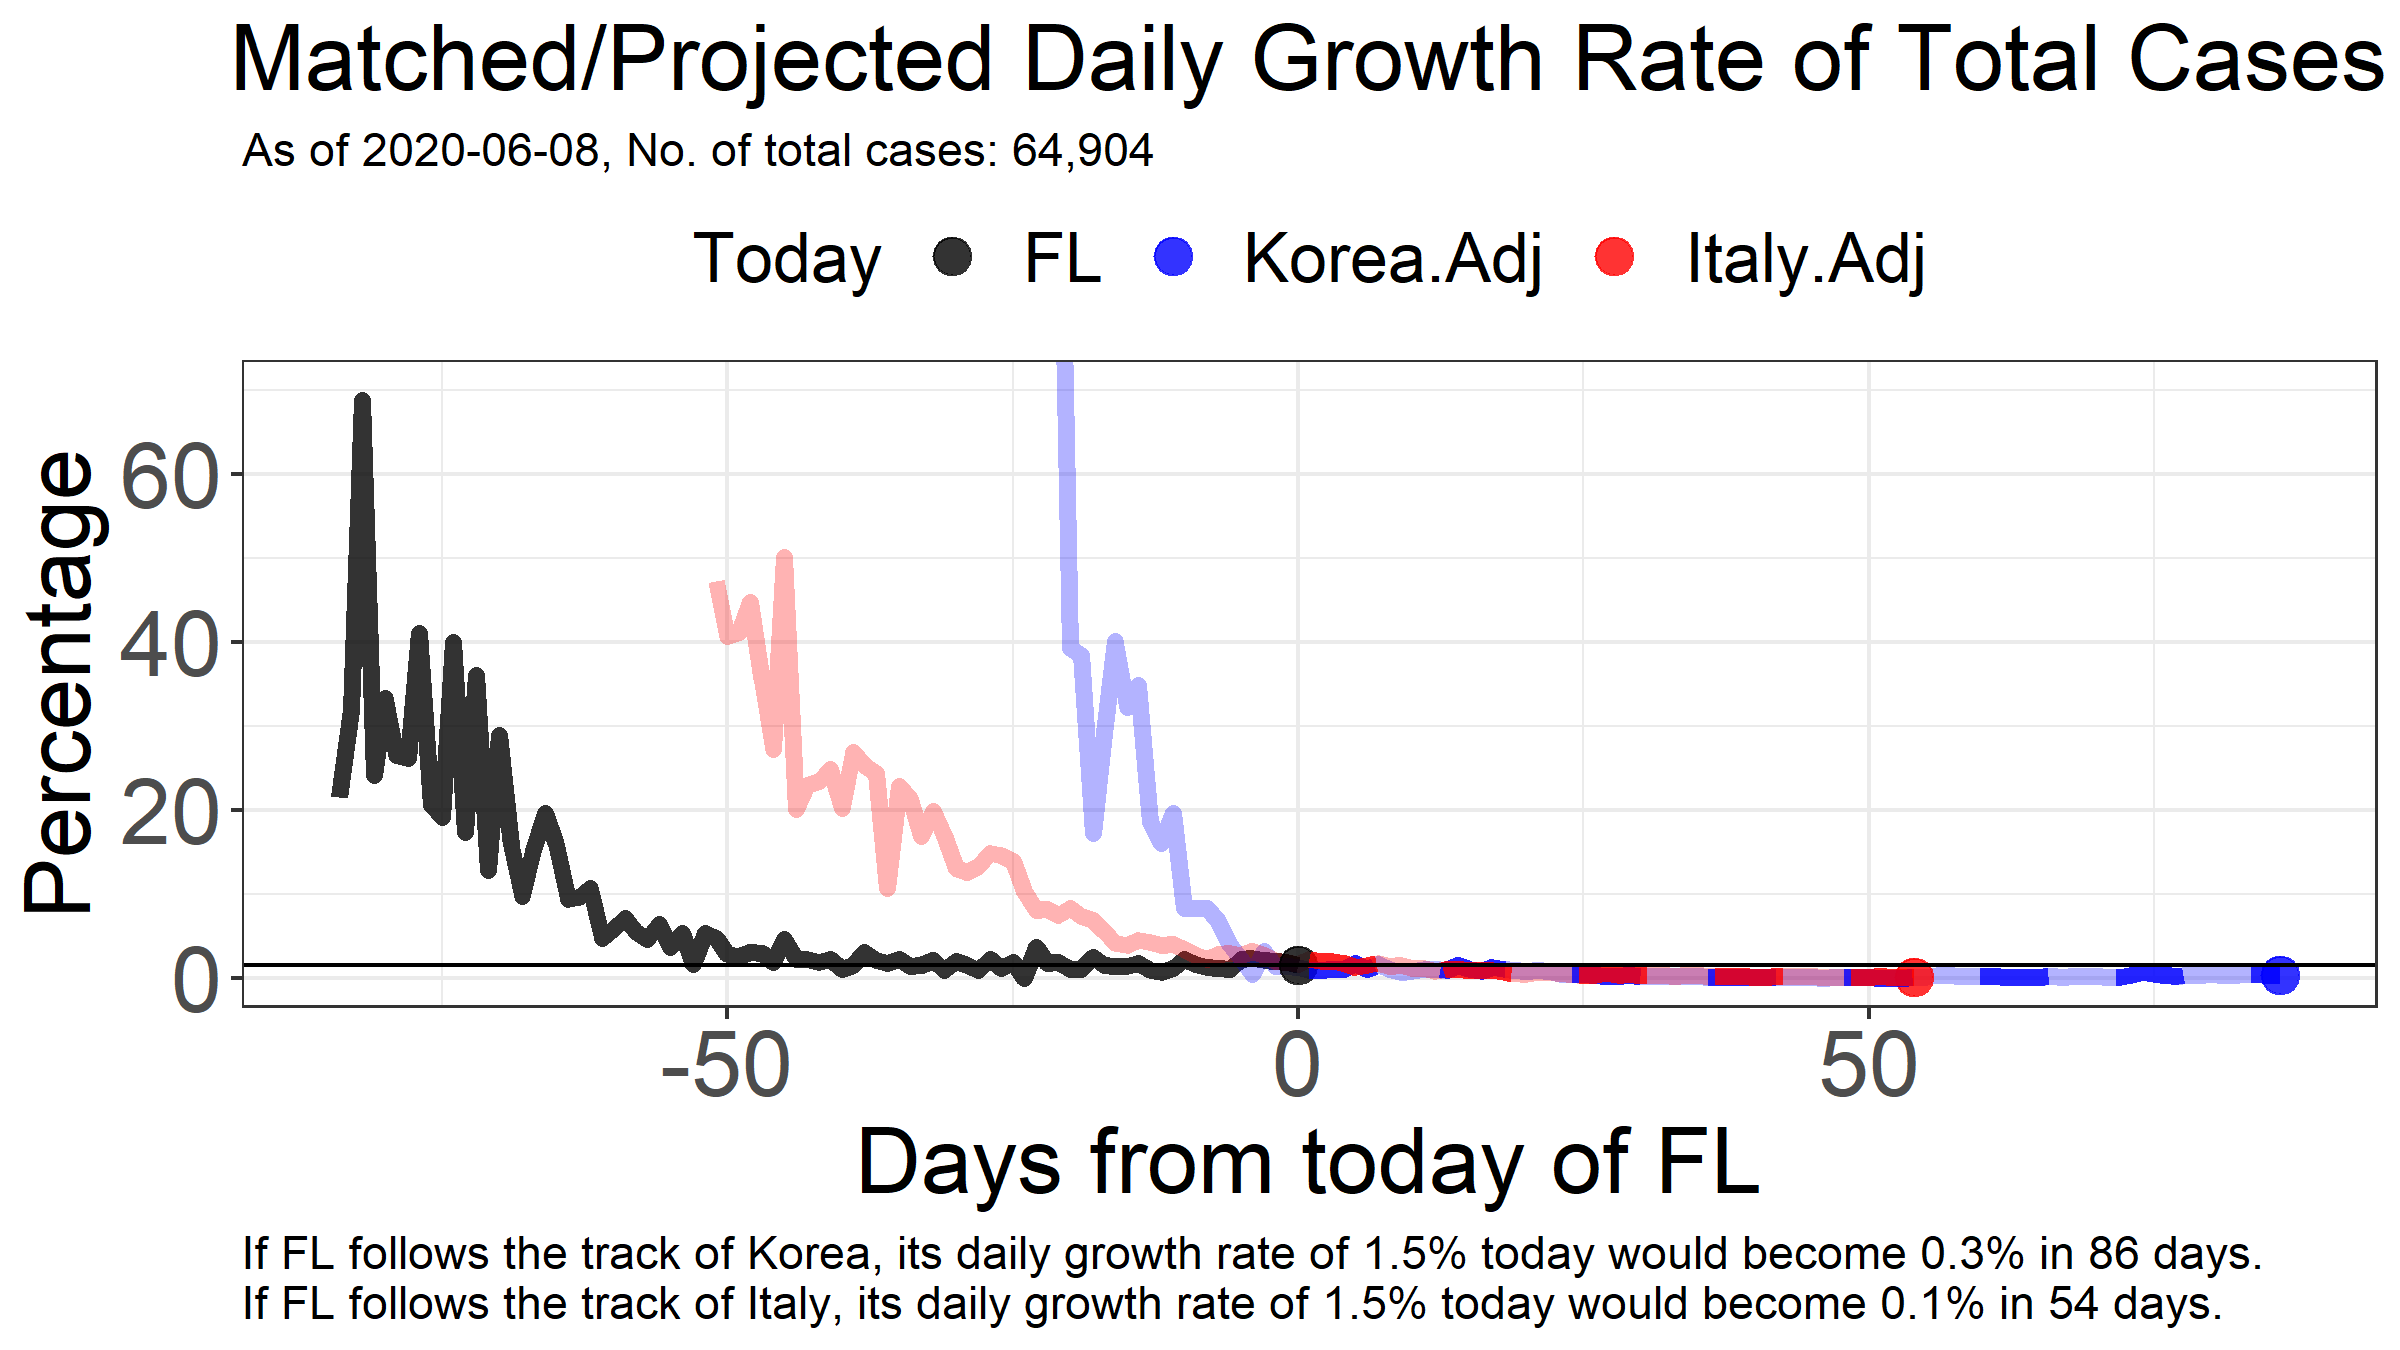 Matched/Projected Daily Growth Rate of Total Cases
As of 2020-06-08, No. of total cases: 64,904
Today FL Korea.Adj Italy.Adj
Percentage
60
40
20
0
-50 0 50
Days from today of FL
If FL follows the track of Korea, its daily growth rate of 1.5% today would become 0.3% in 86 days.
If FL follows the track of Italy, its daily growth rate of 1.5% today would become 0.1% in 54 days.